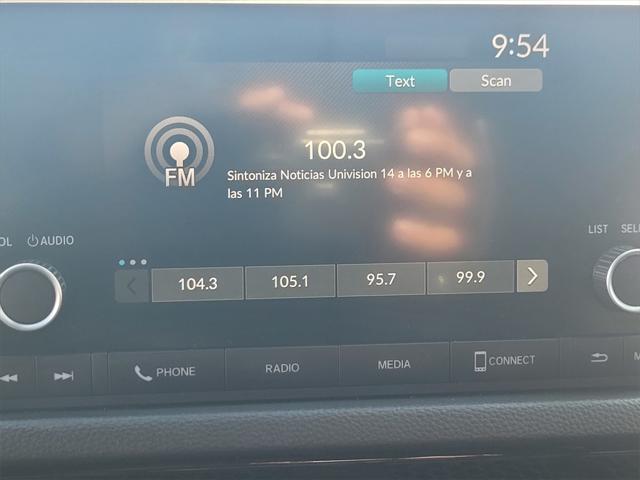 9:54
Text Scan
100.3
FM
Sintoniza Noticias Univision 14 a las 6 PM y a
las 11 PM
OL AUDIO
LIST SELE
104.3 105.1 95.7 99.9
PHONE RADIO MEDIA CONNECT M